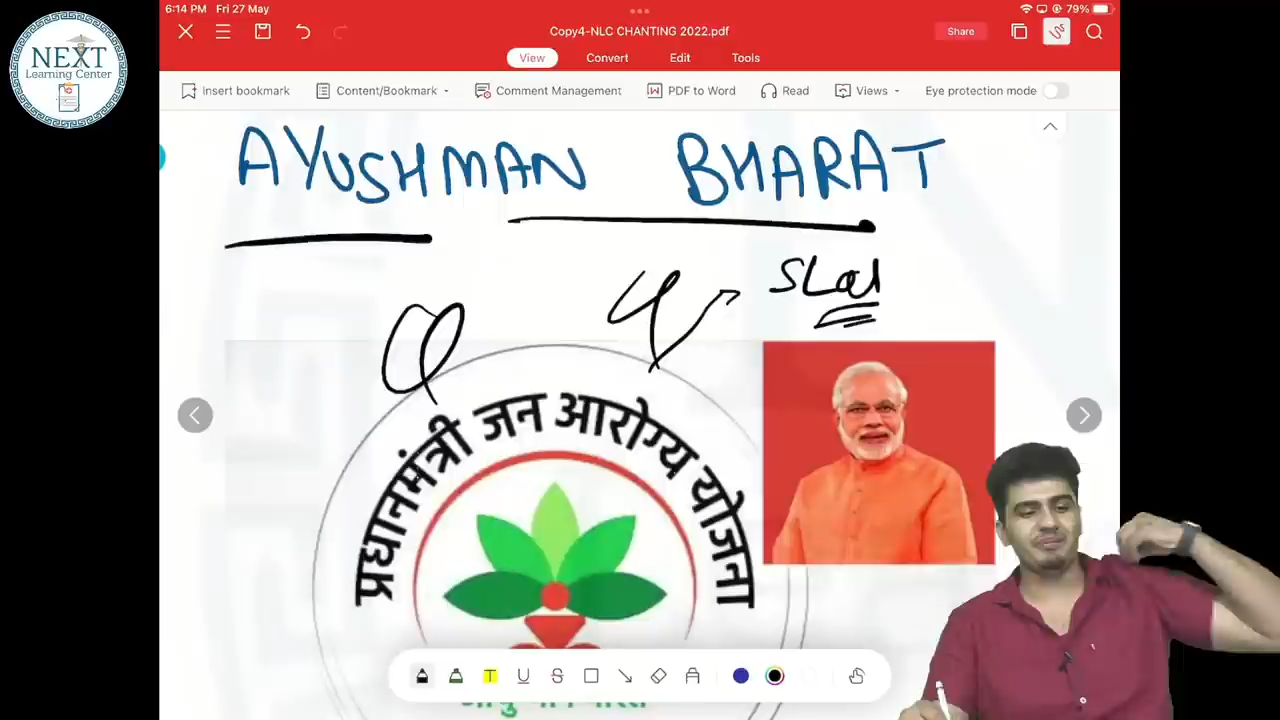 6:14 PM Fri 27 May
79%
NEXT
Learning Center
Copy4-NLC CHANTING 2022.pdf
Share
View Convert Edit Tools
Insert bookmark Content/Bookmark Comment Management PDF to Word Read Views Eye protection mode
AYUSHMAN BHARAT
प्रधानमंत्री जन आरोग्य योजना
T U S